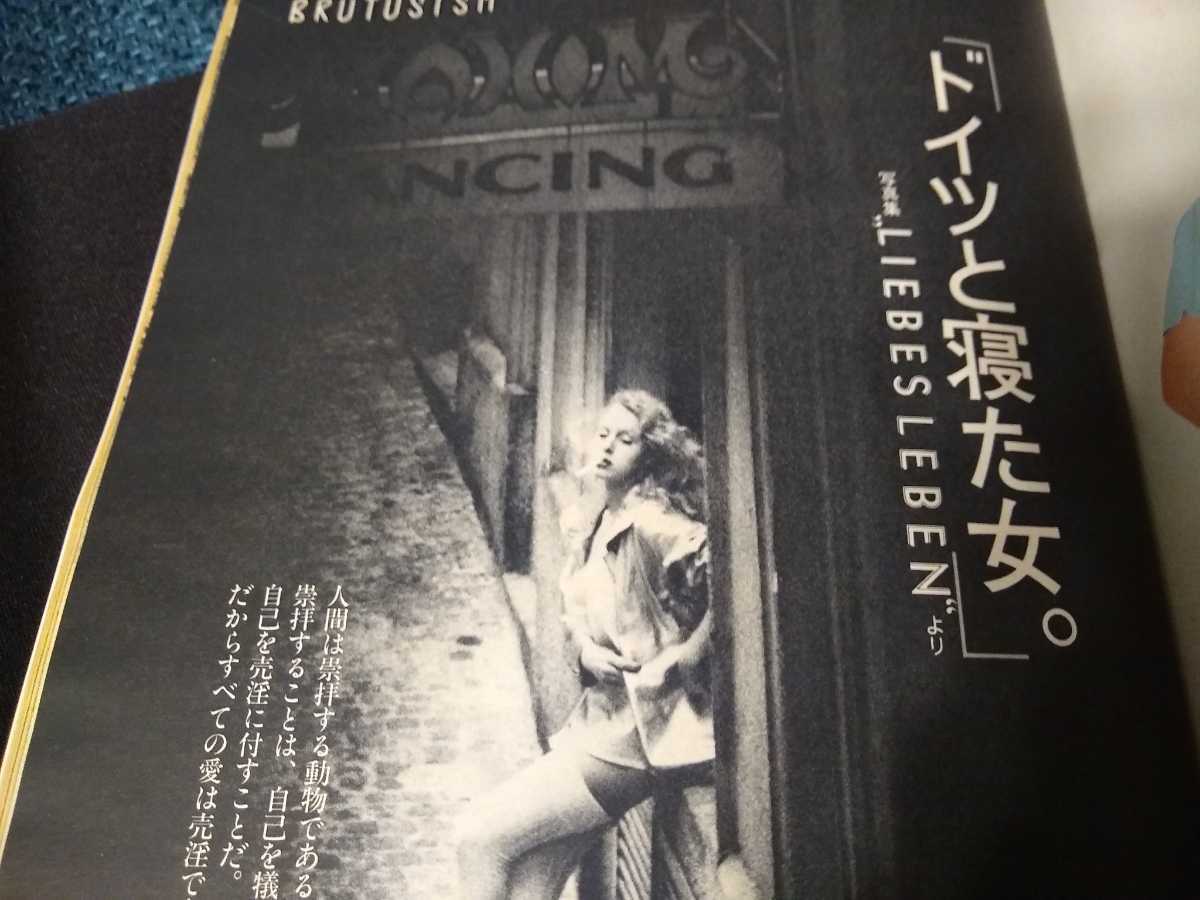 BRUTUSISM
NCING
「ドイツと寝た女。」
写真集„LIEBESLEBEN“より
人間は崇拝する動物である
崇拝することは、自己を犠
自己を売淫に付すことだ。
だからすべての愛は売淫で